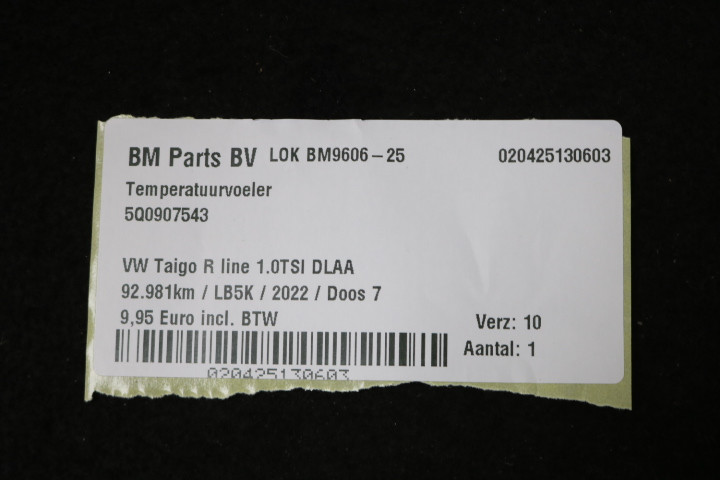 BM Parts BV LOK BM9606-25 020425130603
Temperatuurvoeler
5Q0907543
VW Taigo R line 1.0TSI DLAA
92.981km / LB5K / 2022 / Doos 7
9,95 Euro incl. BTW Verz: 10
Aantal: 1
020425130603